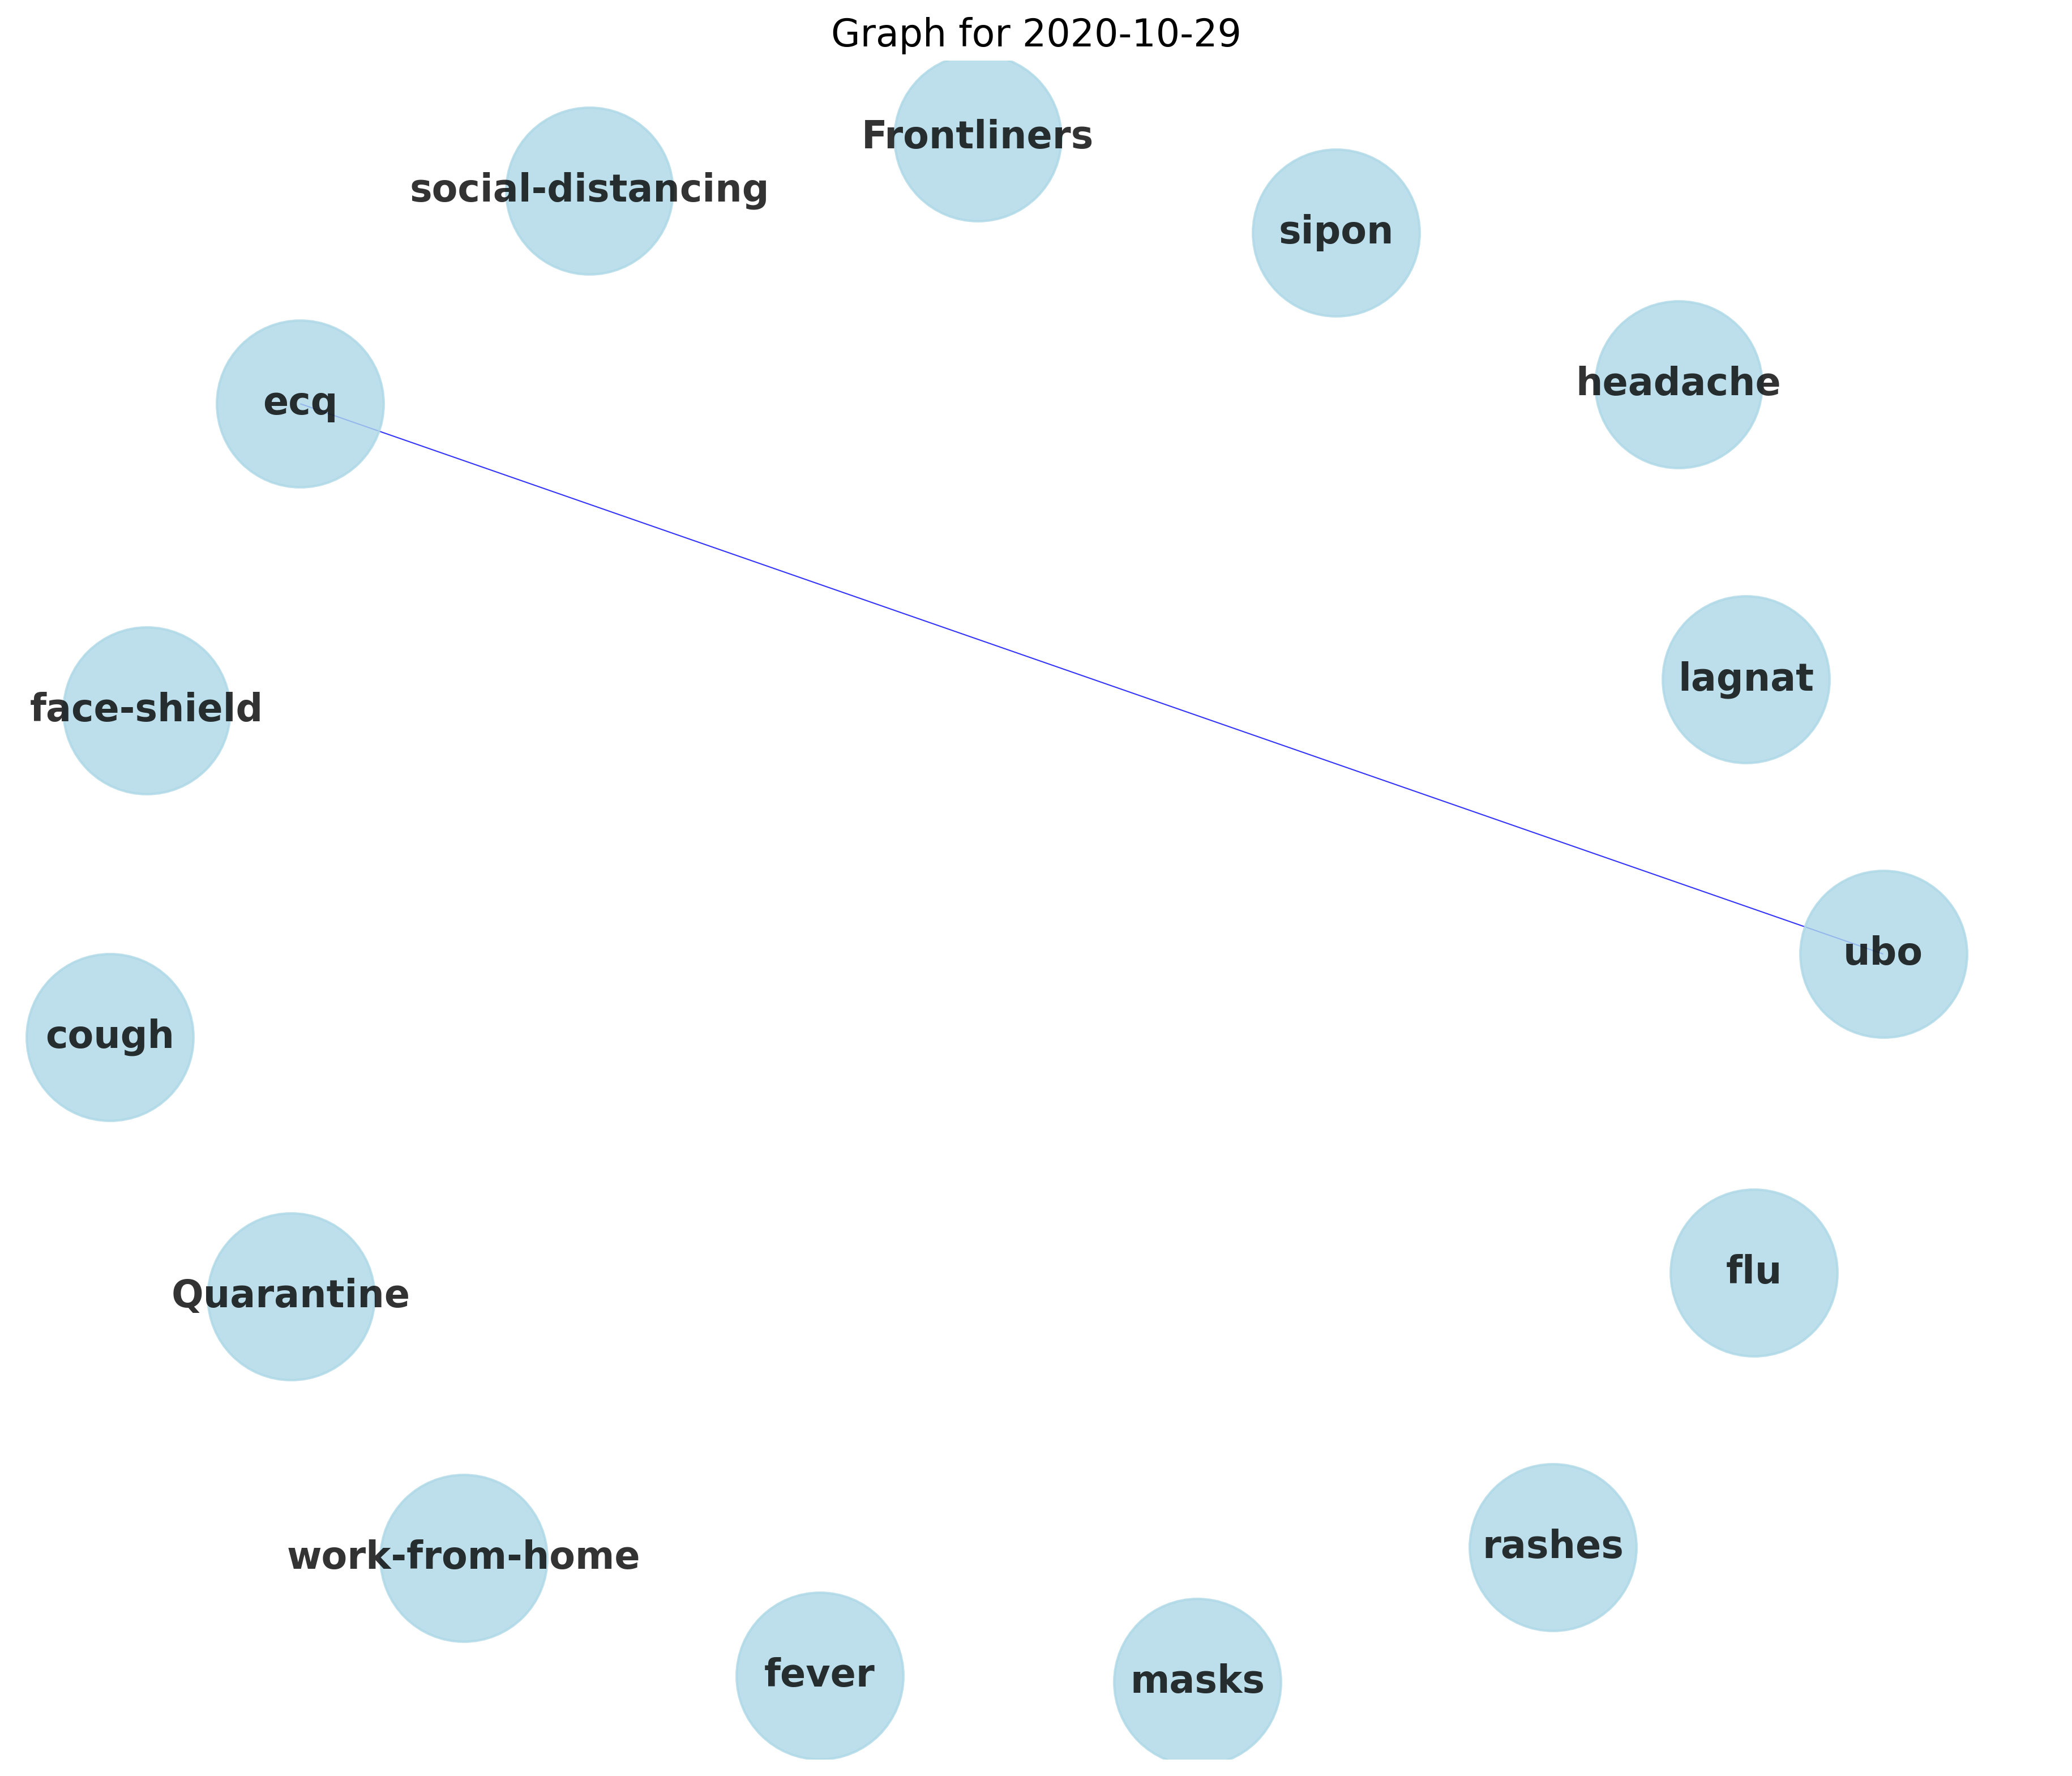 Graph for 2020-10-29
Frontliners
social-distancing
sipon
headache
ecq
lagnat
face-shield
ubo
cough
flu
Quarantine
rashes
work-from-home
fever
masks